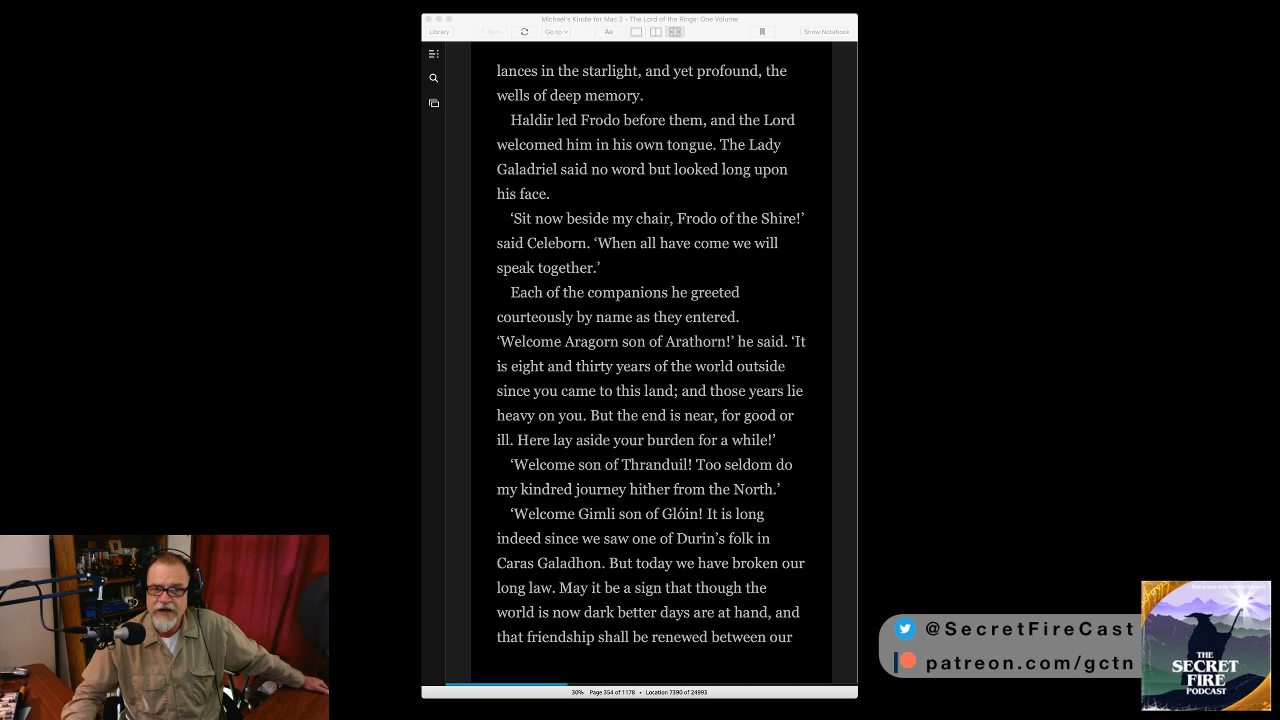 Michael's Kindle for Mac 2 - The Lord of the Rings: One Volume
Library
Go to
Aa
Show Notebook
lances in the starlight, and yet profound, the
wells of deep memory.
Haldir led Frodo before them, and the Lord
welcomed him in his own tongue. The Lady
Galadriel said no word but looked long upon
his face.
‘Sit now beside my chair, Frodo of the Shire!’
said Celeborn. ‘When all have come we will
speak together.’
Each of the companions he greeted
courteously by name as they entered.
‘Welcome Aragorn son of Arathorn!’ he said. ‘It
is eight and thirty years of the world outside
since you came to this land; and those years lie
heavy on you. But the end is near, for good or
ill. Here lay aside your burden for a while!’
‘Welcome son of Thranduil! Too seldom do
my kindred journey hither from the North.’
‘Welcome Gimli son of Glóin! It is long
indeed since we saw one of Durin’s folk in
Caras Galadhon. But today we have broken our
long law. May it be a sign that though the
world is now dark better days are at hand, and
that friendship shall be renewed between our
30% Page 354 of 1178 • Location 7390 of 24993
@SecretFireCast
patreon.com/gctn
THE
SECRET
FIRE
PODCAST